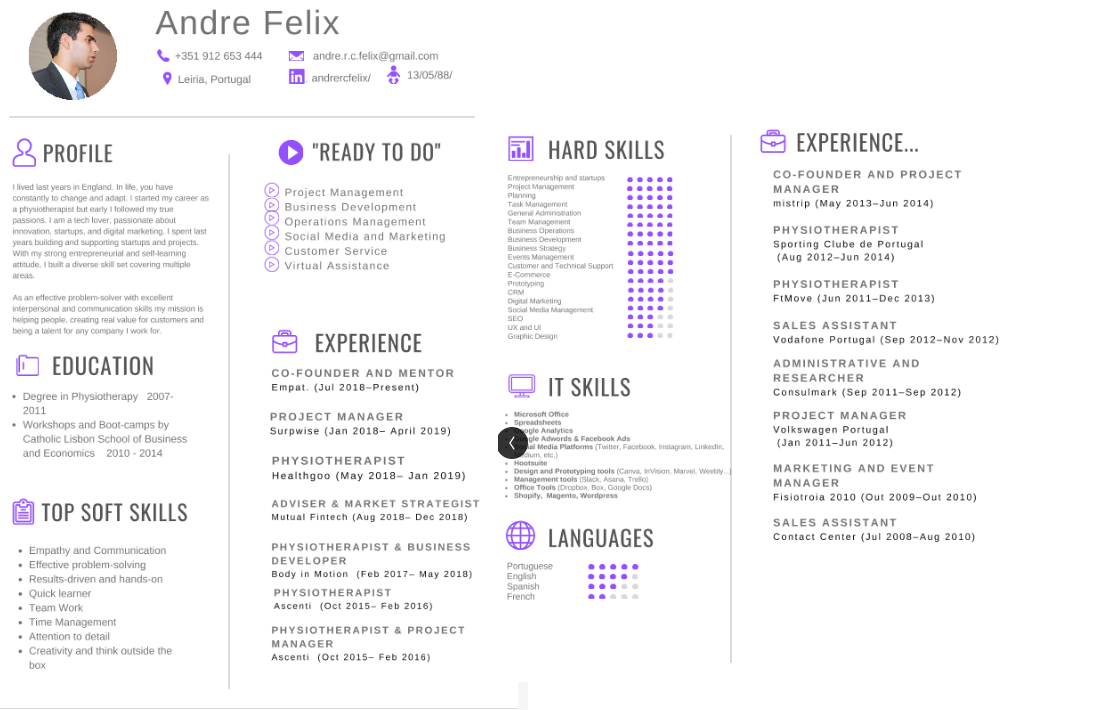 Andre Felix
+351 912 653 444
andre.r.c.felix@gmail.com
Leiria, Portugal
andrercfelix/
13/05/88/
PROFILE
I lived last years in England. In life, you have
constantly to change and adapt. I started my career as
a physiotherapist but early I followed my true
passions. I am a tech lover, passionate about
innovation, startups, and digital marketing. I spent last
years building and supporting startups and projects.
With my strong entrepreneurial and self-learning
attitude, I built a diverse skill set covering multiple
areas.
As an effective problem-solver with excellent
interpersonal and communication skills my mission is
helping people, creating real value for customers and
being a talent for any company I work for.
EDUCATION
Degree in Physiotherapy 2007-
2011
Workshops and Boot-camps by
Catholic Lisbon School of Business
and Economics 2010 - 2014
TOP SOFT SKILLS
Empathy and Communication
Effective problem-solving
Results-driven and hands-on
Quick learner
Team Work
Time Management
Attention to detail
Creativity and think outside the
box
"READY TO DO"
Project Management
Business Development
Operations Management
Social Media and Marketing
Customer Service
Virtual Assistance
EXPERIENCE
CO-FOUNDER AND MENTOR
Empat. (Jul 2018–Present)
PROJECT MANAGER
Surpwise (Jan 2018– April 2019)
PHYSIOTHERAPIST
Healthgoo (May 2018– Jan 2019)
ADVISER & MARKET STRATEGIST
Mutual Fintech (Aug 2018– Dec 2018)
PHYSIOTHERAPIST & BUSINESS
DEVELOPER
Body in Motion (Feb 2017– May 2018)
PHYSIOTHERAPIST
Ascenti (Oct 2015– Feb 2016)
PHYSIOTHERAPIST & PROJECT
MANAGER
Ascenti (Oct 2015– Feb 2016)
HARD SKILLS
Entrepreneurship and startups
Project Management
Planning
Task Management
General Administration
Team Management
Business Operations
Business Development
Business Strategy
Events Management
Customer and Technical Support
E-Commerce
Prototyping
CRM
Digital Marketing
Social Media Management
SEO
UX and UI
Graphic Design
IT SKILLS
Microsoft Office
Spreadsheets
Analytics
Adwords & Facebook Ads
Media Platforms (Twitter, Facebook, Instagram, LinkedIn,
etc.)
Hootsuite
Design and Prototyping tools (Canva, InVision, Marvel. Weebly...)
Management tools (Slack, Asana, Trello)
Office Tools (Dropbox, Box, Google Docs)
Shopify, Magento, Wordpress
LANGUAGES
Portuguese
English
Spanish
French
EXPERIENCE...
CO-FOUNDER AND PROJECT
MANAGER
mistrip (May 2013–Jun 2014)
PHYSIOTHERAPIST
Sporting Clube de Portugal
(Aug 2012–Jun 2014)
PHYSIOTHERAPIST
FtMove (Jun 2011–Dec 2013)
SALES ASSISTANT
Vodafone Portugal (Sep 2012–Nov 2012)
ADMINISTRATIVE AND
RESEARCHER
Consulmark (Sep 2011–Sep 2012)
PROJECT MANAGER
Volkswagen Portugal
(Jan 2011–Jun 2012)
MARKETING AND EVENT
MANAGER
Fisiotroia 2010 (Out 2009–Out 2010)
SALES ASSISTANT
Contact Center (Jul 2008–Aug 2010)